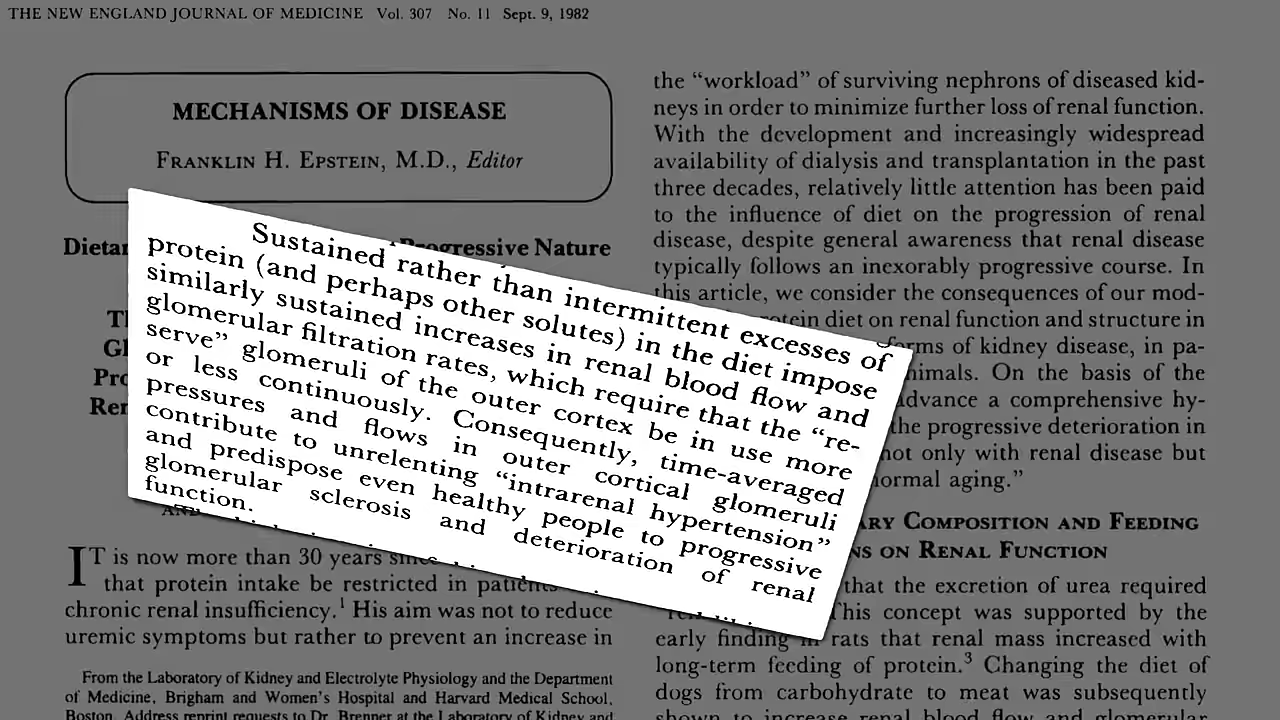 THE NEW ENGLAND JOURNAL OF MEDICINE Vol. 307 No. 11 Sept. 9, 1982
MECHANISMS OF DISEASE
FRANKLIN H. EPSTEIN, M.D., Editor
Progressive Nature
IT is now more than 30 years
that protein intake be restricted in patients
chronic renal insufficiency.¹ His aim was not to reduce
uremic symptoms but rather to prevent an increase in
From the Laboratory of Kidney and Electrolyte Physiology and the Department
of Medicine, Brigham and Women's Hospital and Harvard Medical School,
Boston. Address reprint requests to Dr. Brenner at the Laboratory of Kidney and
Sustained rather than intermittent excesses of
protein (and perhaps other solutes) in the diet impose
similarly sustained increases in renal blood flow and
glomerular filtration rates, which require that the “re-
serve” glomeruli of the outer cortex be in use more
or less continuously. Consequently, time-averaged
pressures and flows in outer cortical glomeruli
contribute to unrelenting “intrarenal hypertension”
and predispose even healthy people to progressive
glomerular sclerosis and deterioration of renal
function.
the “workload” of surviving nephrons of diseased kid-
neys in order to minimize further loss of renal function.
With the development and increasingly widespread
availability of dialysis and transplantation in the past
three decades, relatively little attention has been paid
to the influence of diet on the progression of renal
disease, despite general awareness that renal disease
typically follows an inexorably progressive course. In
this article, we consider the consequences of our mod-
diet on renal function and structure in
of kidney disease, in pa-
On the basis of the
advance a comprehensive hy-
the progressive deterioration in
not only with renal disease but
aging.”
COMPOSITION AND FEEDING
ON RENAL FUNCTION
that the excretion of urea required
This concept was supported by the
early finding in rats that renal mass increased with
long-term feeding of protein.³ Changing the diet of
dogs from carbohydrate to meat was subsequently
shown to increase renal blood flow and glomerular